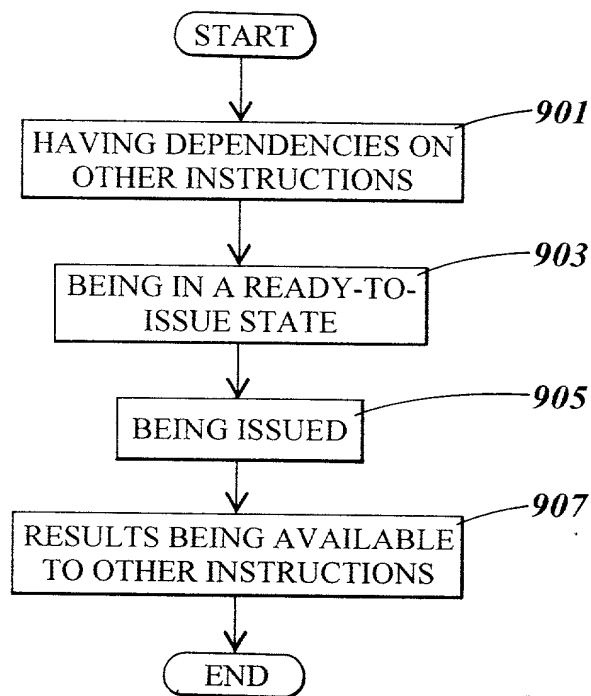 START
901
HAVING DEPENDENCIES ON
OTHER INSTRUCTIONS
903
BEING IN A READY-TO-
ISSUE STATE
905
BEING ISSUED
907
RESULTS BEING AVAILABLE
TO OTHER INSTRUCTIONS
END